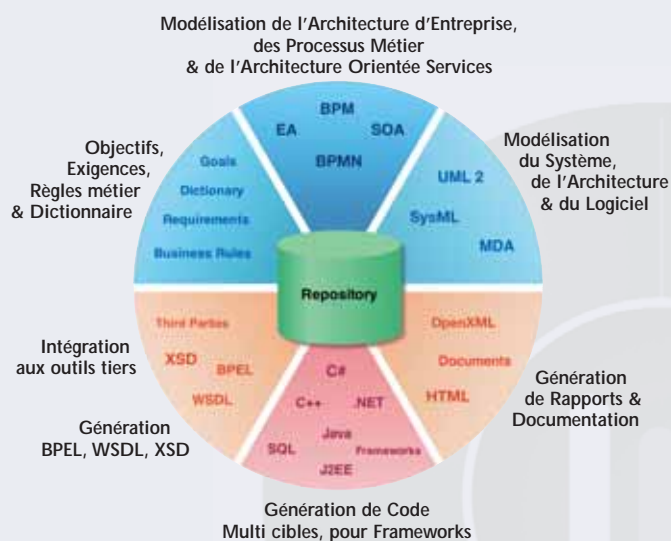 Modélisation de l'Architecture d'Entreprise,
des Processus Métier
& de l'Architecture Orientée Services
Objectifs,
Exigences,
Règles métier
& Dictionnaire
Goals
Dictionary
Requirements
Business Rules
BPM
EA
SOA
BPMN
Modélisation
du Système,
de l'Architecture
& du Logiciel
UML 2
SysML
MDA
Repository
Intégration
aux outils tiers
Génération
BPEL, WSDL, XSD
Third Parties
XSD
BPEL
WSDL
C#
C++
.NET
Java
SQL
Frameworks
J2EE
OpenXML
Documents
HTML
Génération
de Rapports &
Documentation
Génération de Code
Multi cibles, pour Frameworks